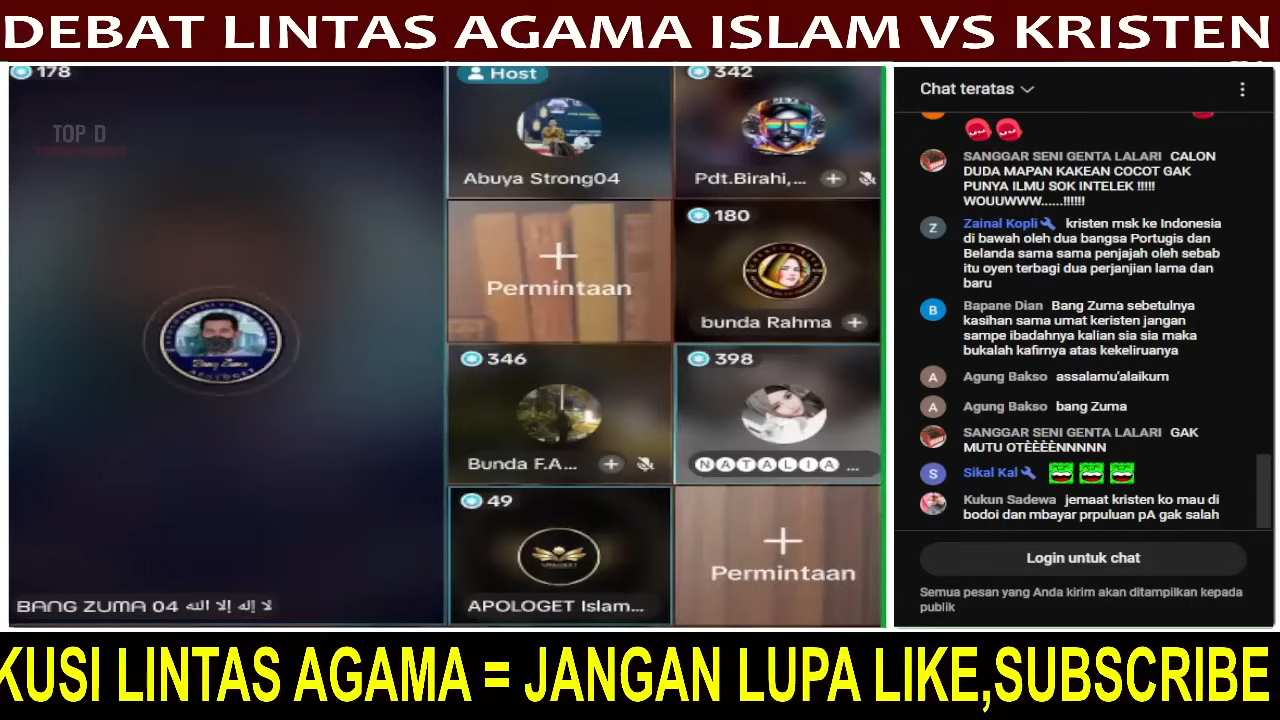 DEBAT LINTAS AGAMA ISLAM VS KRISTEN
178
TOP D
BANG ZUMA 04 لا إله إلا الله
Bang Zuma
APOLOGET
Host
Abuya Strong04
342
Pdt.Birahi,...
Permintaan
180
bunda Rahma
346
Bunda F.A...
398
NATALIA ...
49
APOLOGET Islam...
Permintaan
Chat teratas
SANGGAR SENI GENTA LALARI CALON
DUDA MAPAN KAKEAN COCOT GAK
PUNYA ILMU SOK INTELEK !!!!!
WOUUWWW......!!!!!!
Z
Zainal Kopli kristen msk ke Indonesia
di bawah oleh dua bangsa Portugis dan
Belanda sama sama penjajah oleh sebab
itu oyen terbagi dua perjanjian lama dan
baru
B
Bapane Dian Bang Zuma sebetulnya
kasihan sama umat keristen jangan
sampe ibadahnya kalian sia sia maka
bukalah kafirnya atas kekeliruanya
A
Agung Bakso assalamu'alaikum
A
Agung Bakso bang Zuma
SANGGAR SENI GENTA LALARI GAK
MUTU OTÈÈÈÈNNNNN
S
Sikal Kal
Kukun Sadewa jemaat kristen ko mau di
bodoi dan mbayar prpuluan pA gak salah
Login untuk chat
Semua pesan yang Anda kirim akan ditampilkan kepada
publik
KUSI LINTAS AGAMA = JANGAN LUPA LIKE,SUBSCRIBE